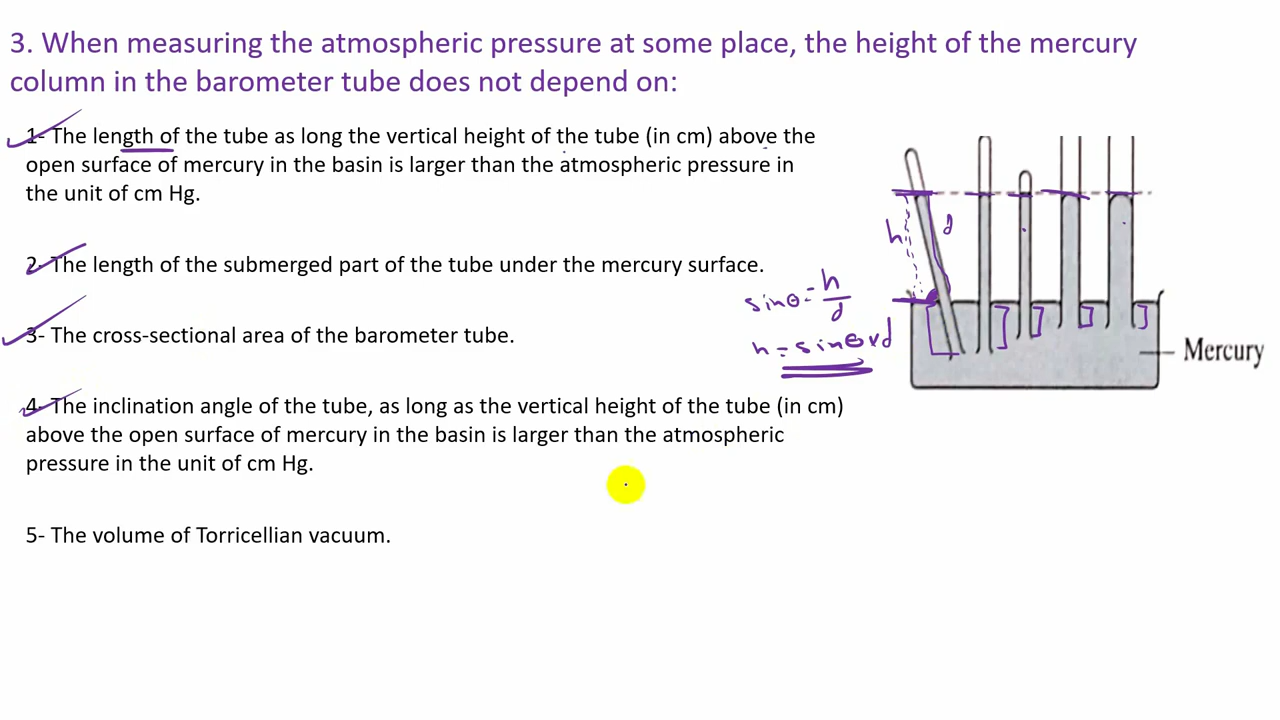 3. When measuring the atmospheric pressure at some place, the height of the mercury
column in the barometer tube does not depend on:
1- The length of the tube as long the vertical height of the tube (in cm) above the
open surface of mercury in the basin is larger than the atmospheric pressure in
the unit of cm Hg.
2- The length of the submerged part of the tube under the mercury surface.
3- The cross-sectional area of the barometer tube.
4- The inclination angle of the tube, as long as the vertical height of the tube (in cm)
above the open surface of mercury in the basin is larger than the atmospheric
pressure in the unit of cm Hg.
5- The volume of Torricellian vacuum.
h d
sinθ = h/d
h = sinθ x d
Mercury